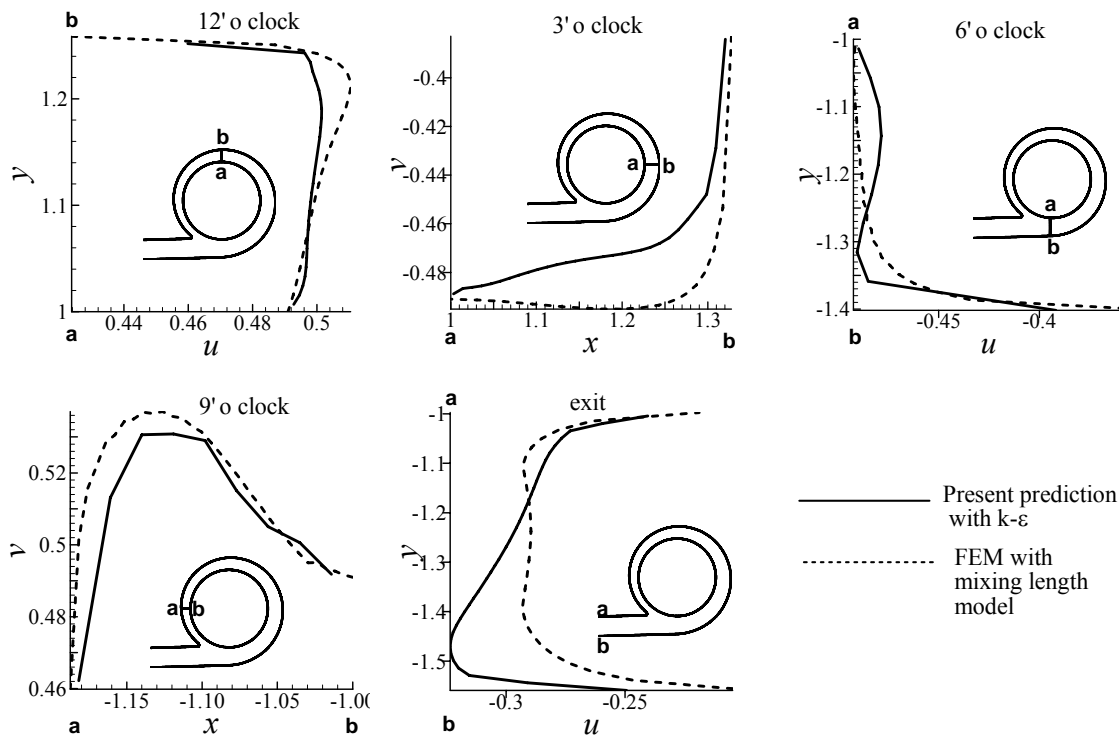 b
12' o clock
y
1.2
1.1
1
b
a
0.44
0.46
0.48
0.5
a
u
3' o clock
v
-0.4
-0.42
-0.44
-0.46
-0.48
a
b
1
1.1
1.2
1.3
a
x
b
a
6' o clock
y
-1
-1.1
-1.2
-1.3
-1.4
a
b
-0.45
-0.4
b
u
9' o clock
v
0.52
0.5
0.48
0.46
a
b
-1.15
-1.10
-1.05
-1.00
a
x
b
a
exit
y
-1
-1.1
-1.2
-1.3
-1.4
-1.5
a
b
-0.3
-0.25
b
u
Present prediction
with k-ε
FEM with
mixing length
model